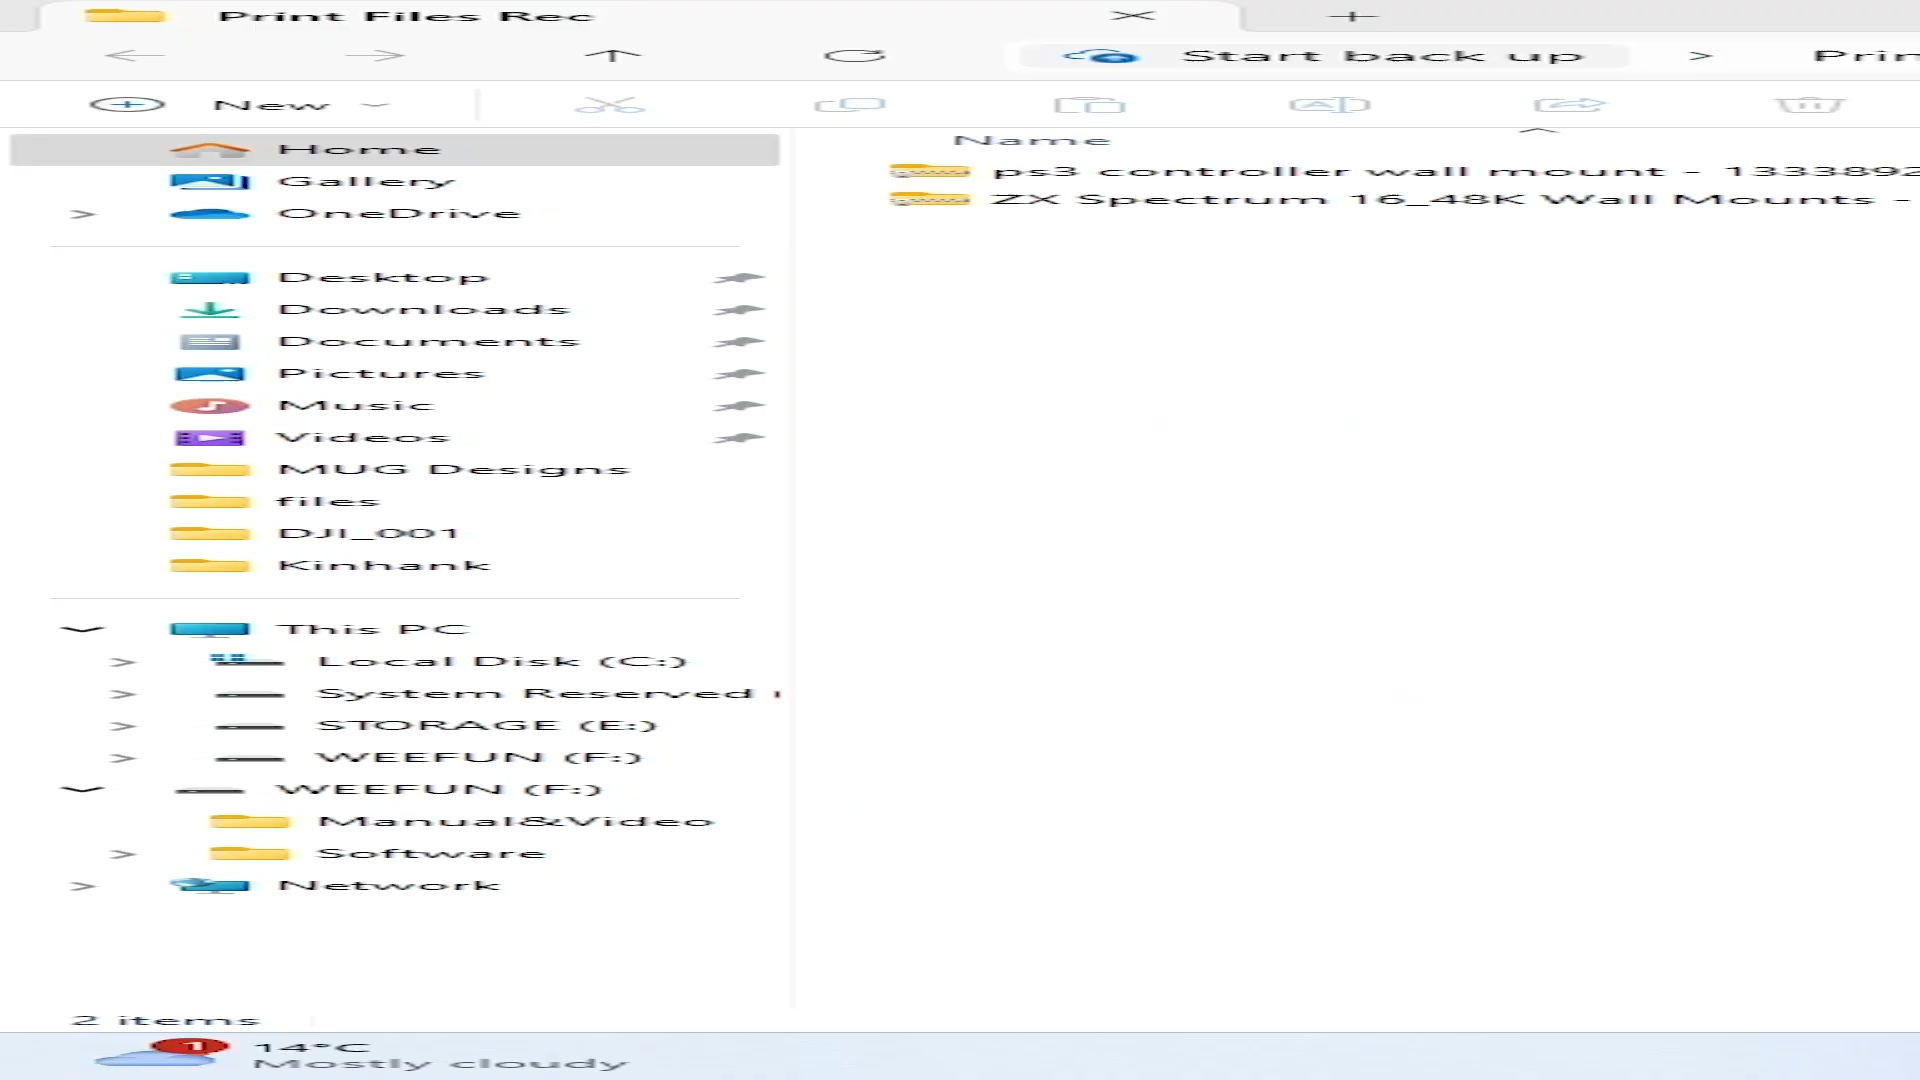 Print Files Rec
Start back up > Prin
New
Name
Home
Gallery
OneDrive
Desktop
Downloads
Documents
Pictures
Music
Videos
MUG Designs
files
DJI_001
Kinhank
This PC
Local Disk (C:)
System Reserved
STORAGE (E:)
WEEFUN (F:)
WEEFUN (F:)
Manual&Video
Software
Network
ps3 controller wall mount - 1333892
ZX Spectrum 16_48K Wall Mounts -
2 items
1
14°C
Mostly cloudy